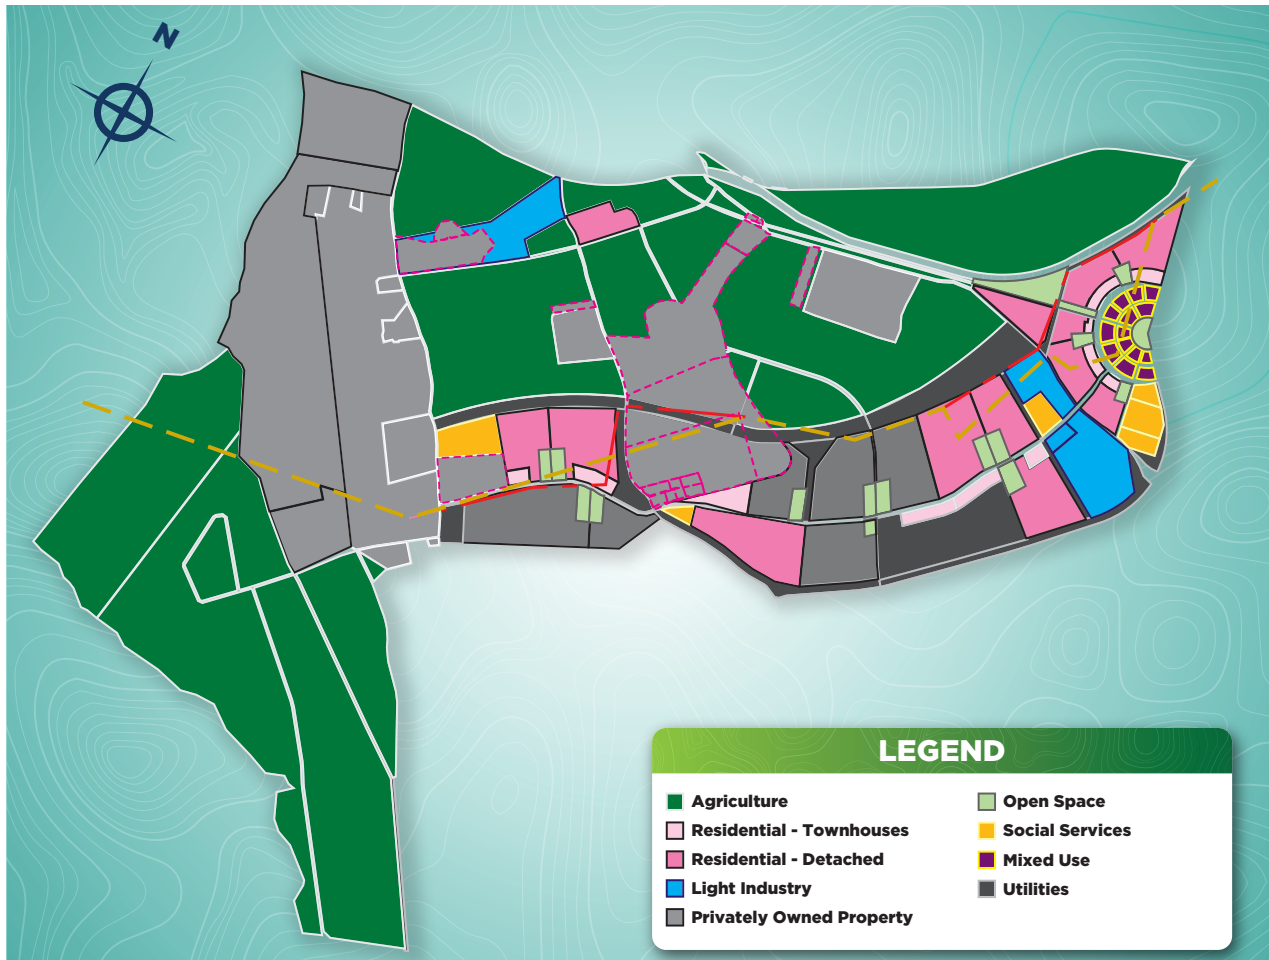 N
LEGEND
Agriculture
Residential - Townhouses
Residential - Detached
Light Industry
Privately Owned Property
Open Space
Social Services
Mixed Use
Utilities